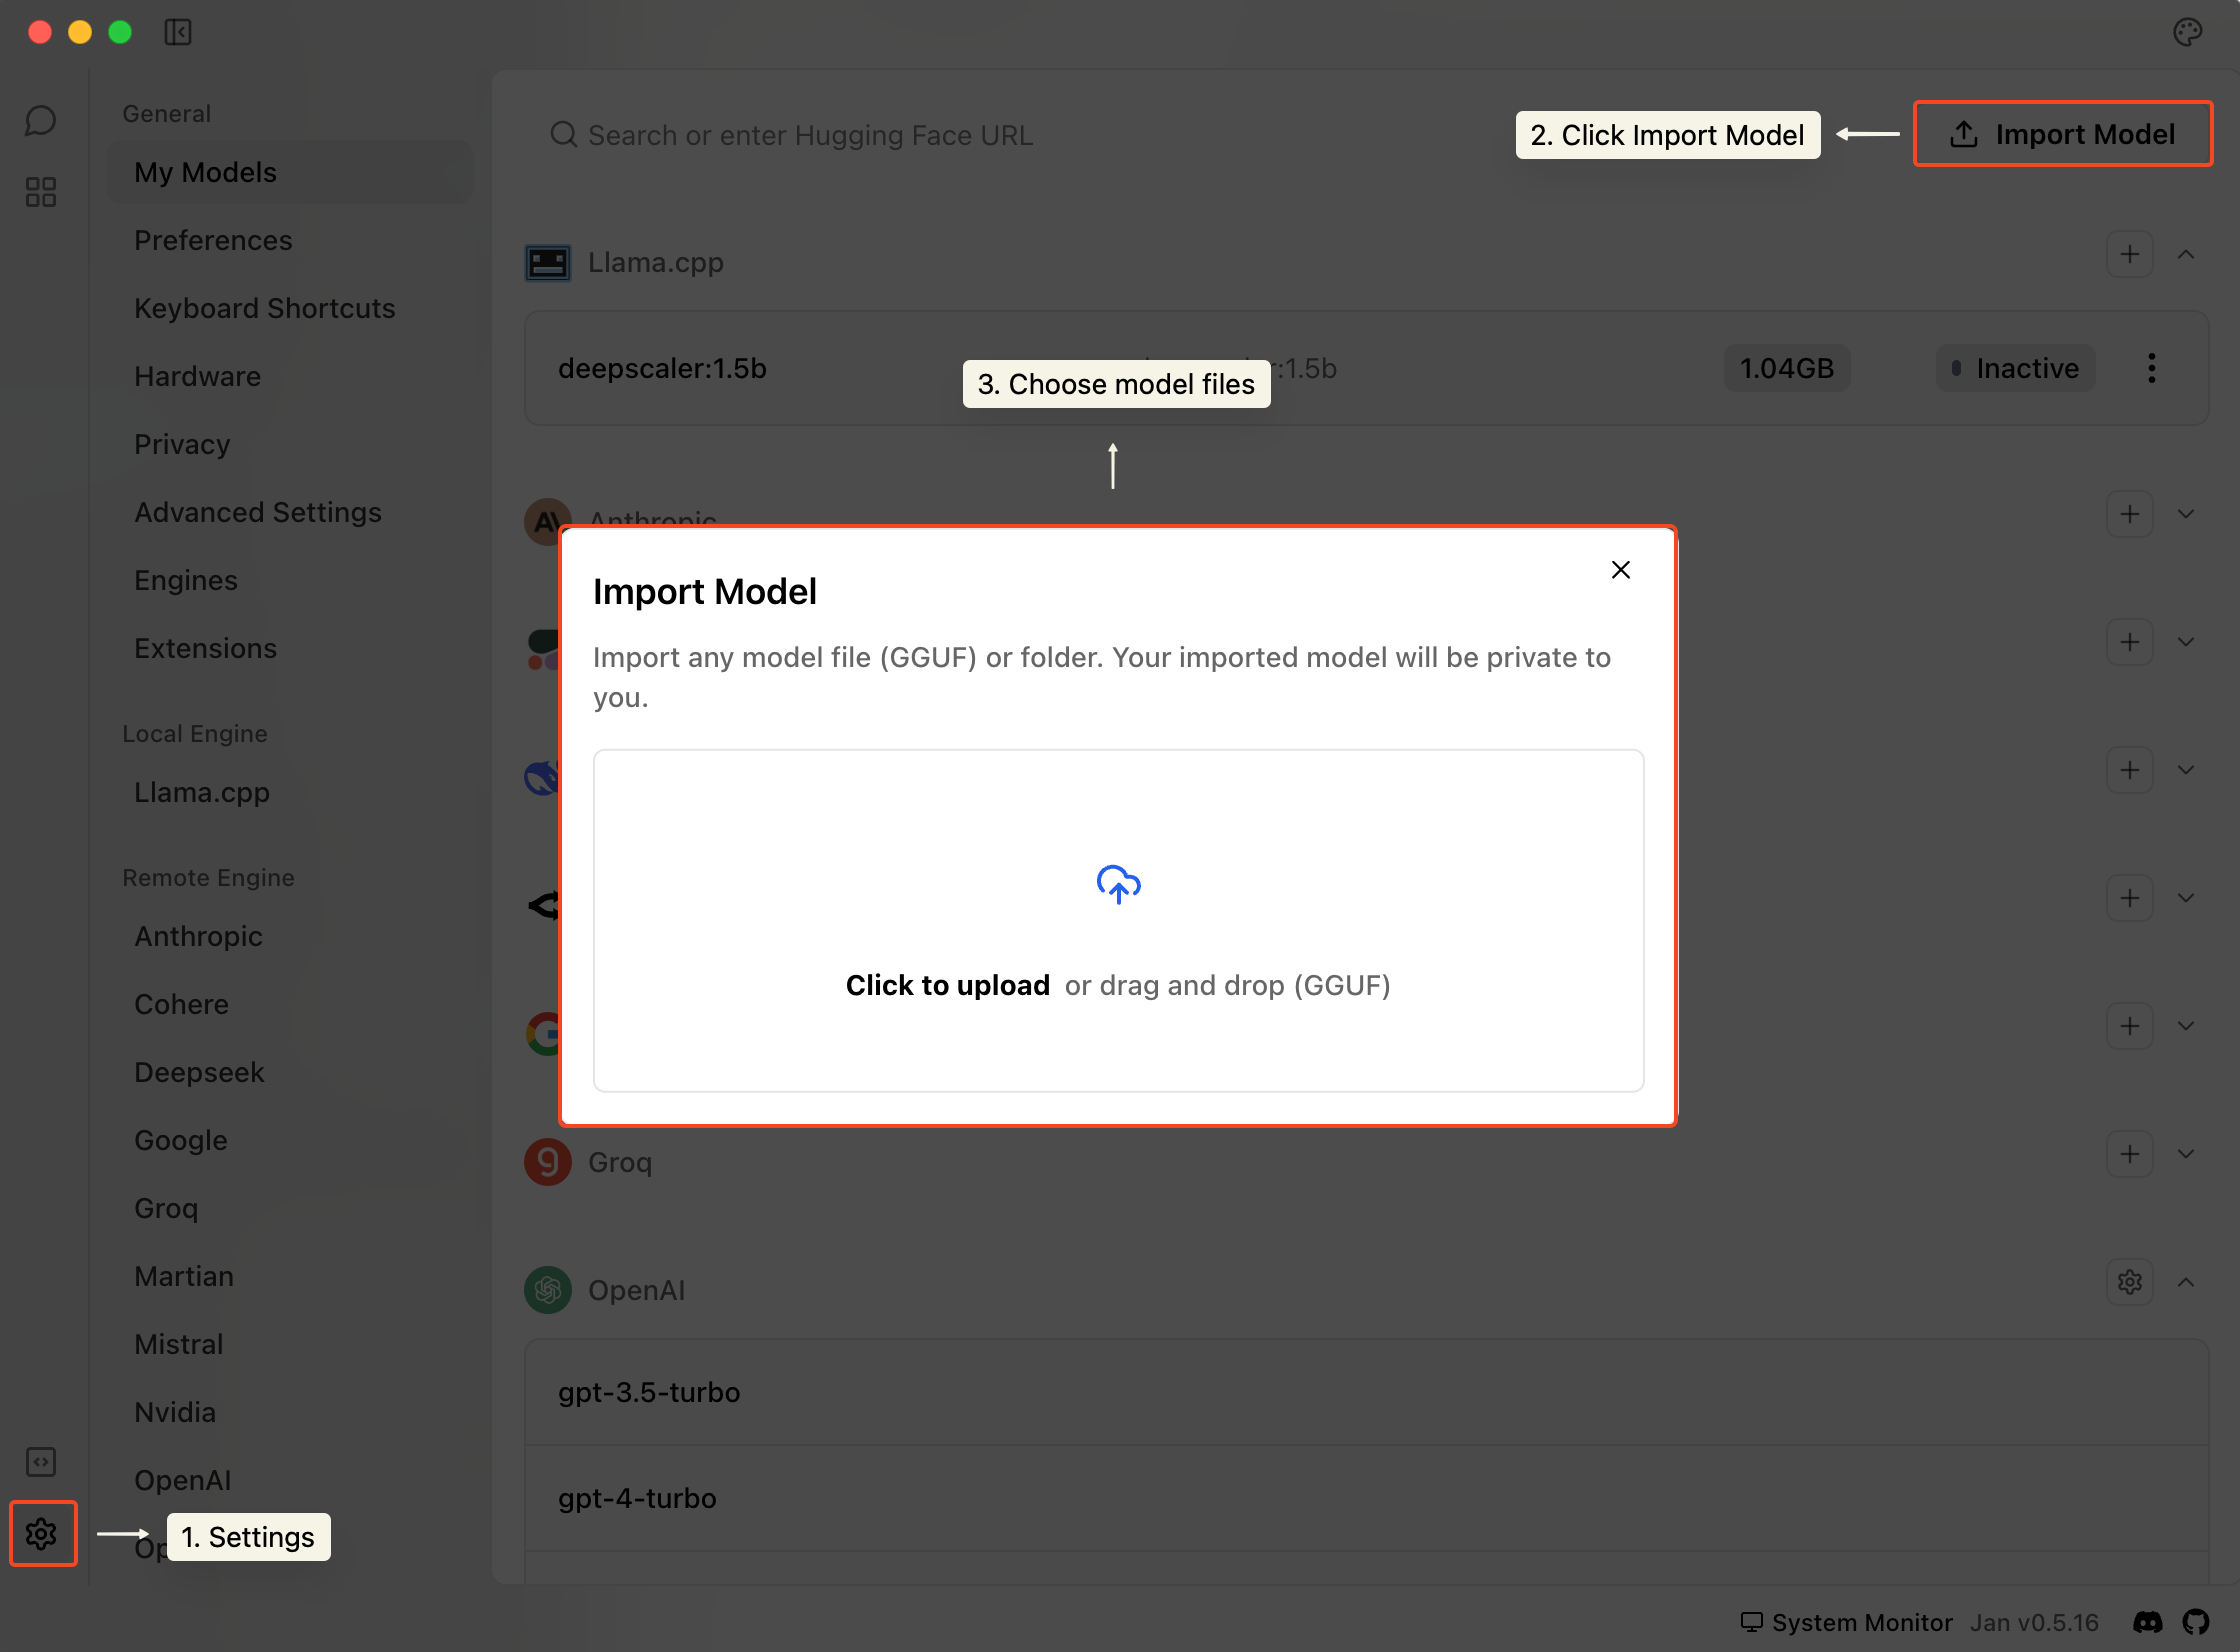 General
My Models
Preferences
Keyboard Shortcuts
Hardware
Privacy
Advanced Settings
Engines
Extensions
Local Engine
Llama.cpp
Remote Engine
Anthropic
Cohere
Deepseek
Google
Groq
Martian
Mistral
Nvidia
OpenAI
Op
1. Settings
Search or enter Hugging Face URL
2. Click Import Model
Import Model
Llama.cpp
deepscaler:1.5b
r:1.5b
1.04GB
Inactive
3. Choose model files
Anthropic
Import Model
Import any model file (GGUF) or folder. Your imported model will be private to
you.
Click to upload or drag and drop (GGUF)
Groq
OpenAI
gpt-3.5-turbo
gpt-4-turbo
System Monitor
Jan v0.5.16